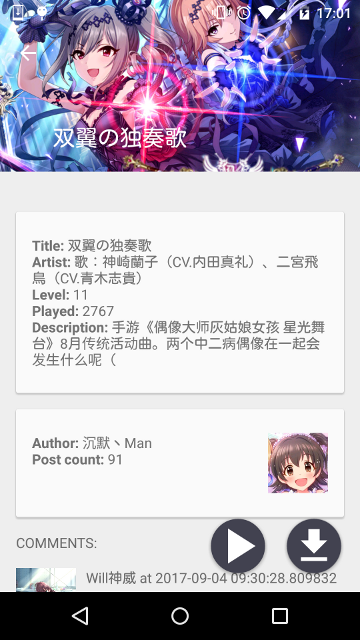 17:01
双翼の独奏歌
Title: 双翼の独奏歌
Artist: 歌：神崎蘭子（CV.内田真礼）、二宮飛
鳥（CV.青木志貴）
Level: 11
Played: 2767
Description: 手游《偶像大师灰姑娘女孩 星光舞
台》8月传统活动曲。两个中二病偶像在一起会
发生什么呢（
Author: 沉默丶Man
Post count: 91
COMMENTS:
Will神威 at 2017-09-04 09:30:28.809832